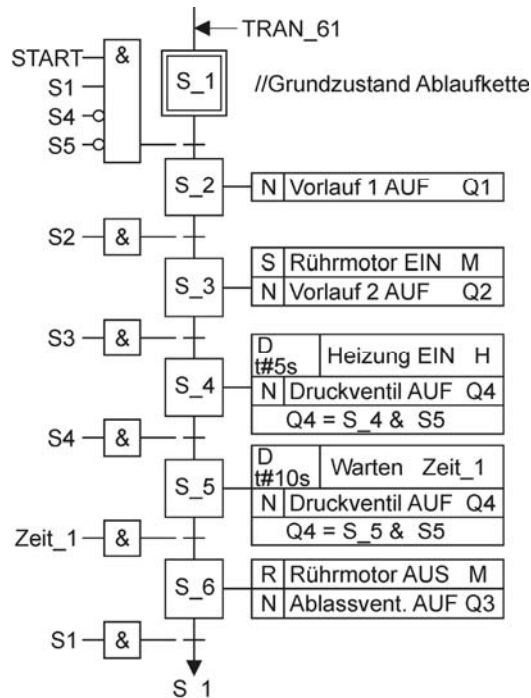 TRAN_61
START & S_1 //Grundzustand Ablaufkette
S1
S4
S5
S_2 N Vorlauf 1 AUF Q1
S2 &
S_3 S Rührmotor EIN M
N Vorlauf 2 AUF Q2
S3 &
D t#5s Heizung EIN H
S_4 N Druckventil AUF Q4
Q4 = S_4 & S5
S4 &
D t#10s Warten Zeit_1
S_5 N Druckventil AUF Q4
Q4 = S_5 & S5
Zeit_1 &
S_6 R Rührmotor AUS M
N Ablassvent. AUF Q3
S1 &
S 1